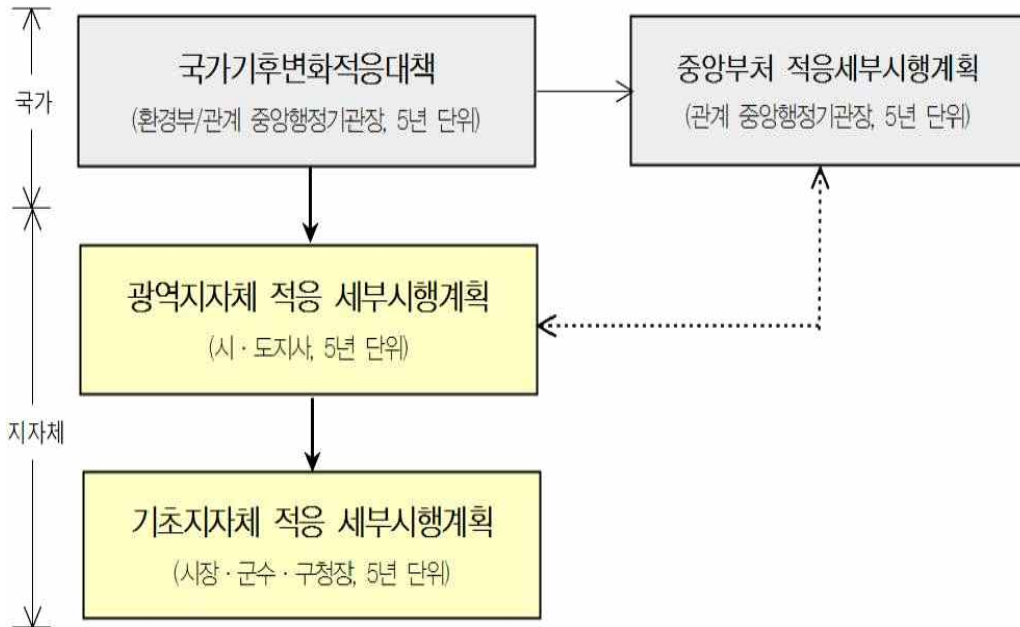 국가
국가기후변화적응대책
(환경부/관계 중앙행정기관장, 5년 단위)
중앙부처 적응세부시행계획
(관계 중앙행정기관장, 5년 단위)
지자체
광역지자체 적응 세부시행계획
(시 · 도지사, 5년 단위)
기초지자체 적응 세부시행계획
(시장 · 군수 · 구청장, 5년 단위)